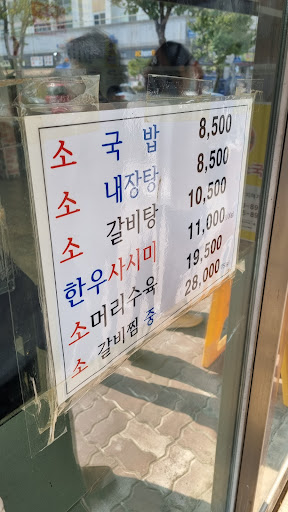 소 국 밥 8,500
소 내장탕 8,500
소 갈비탕 10,500
한우사시미 11,000
소머리수육 19,500
소갈비찜 중 28,000